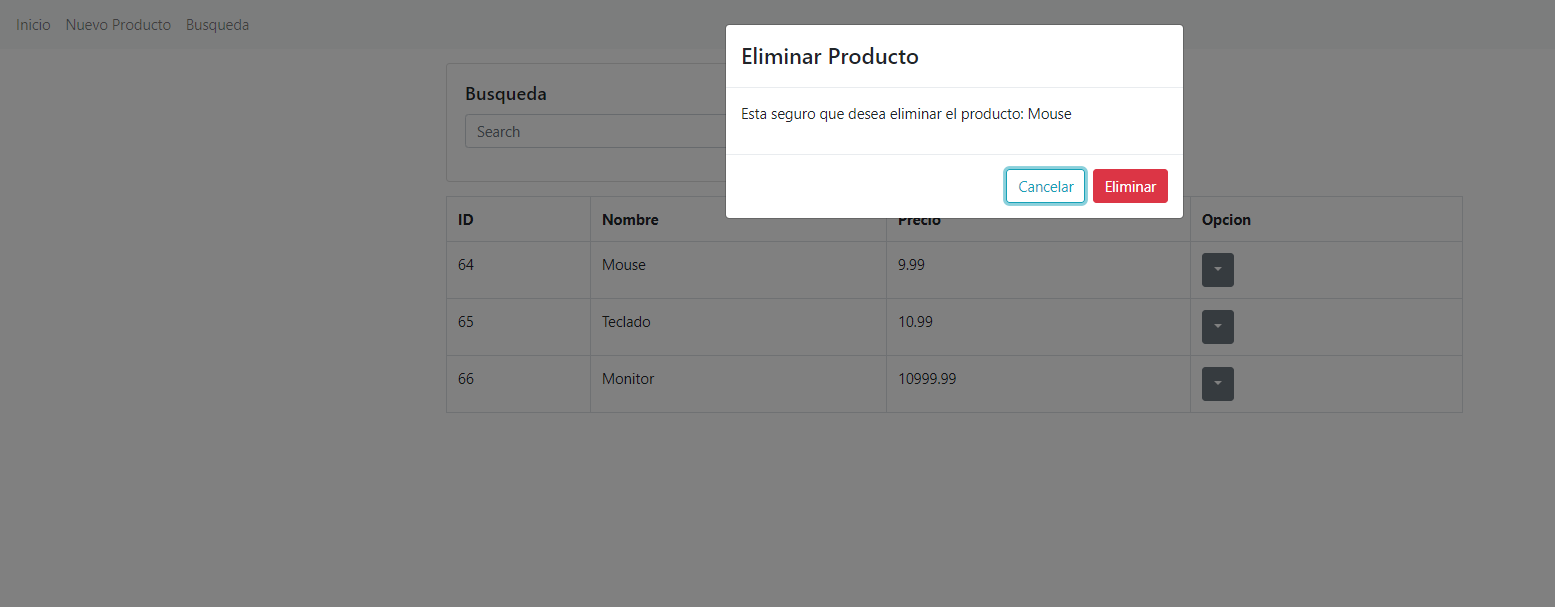 Inicio Nuevo Producto Busqueda
Eliminar Producto
Esta seguro que desea eliminar el producto: Mouse
Cancelar Eliminar
Busqueda
Search
ID Nombre Precio Opcion
64 Mouse 9.99
65 Teclado 10.99
66 Monitor 10999.99